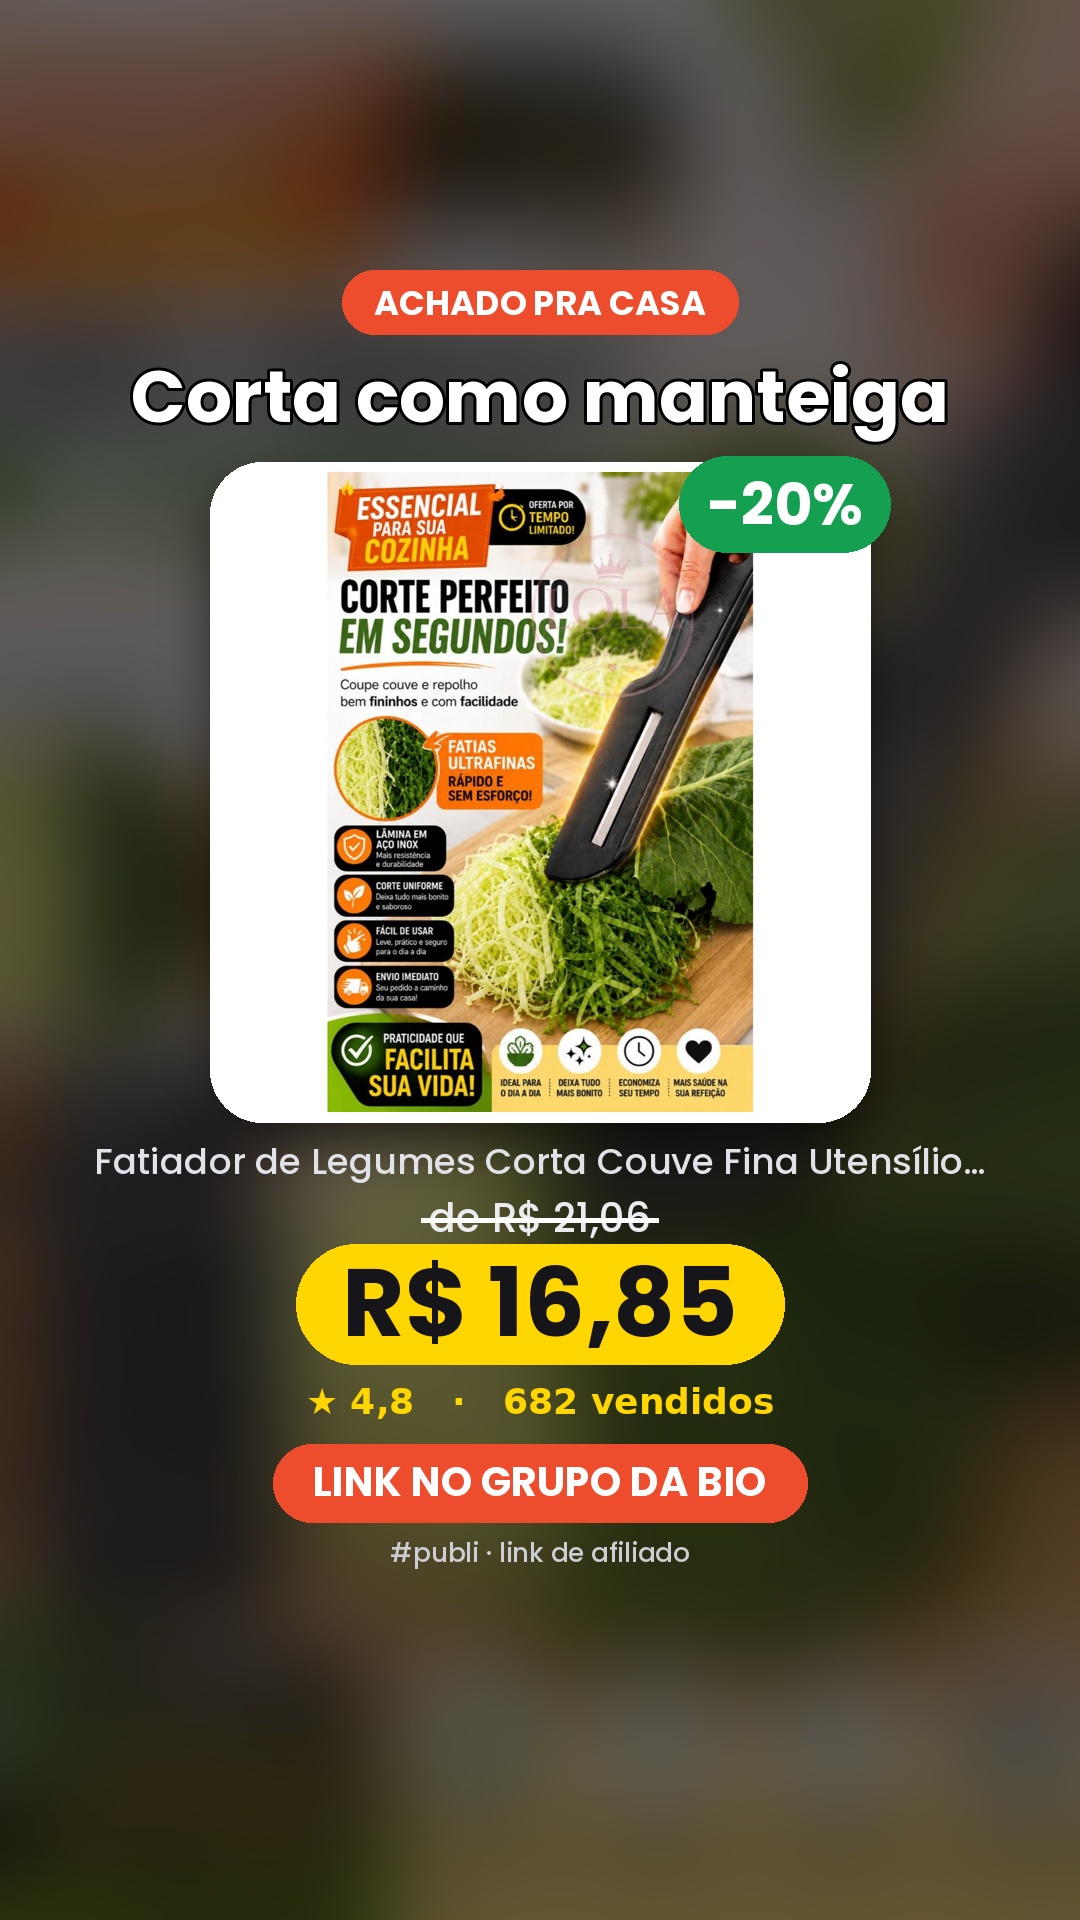 ACHADO PRA CASA
Corta como manteiga
-20%
ESSENCIAL
PARA SUA
COZINHA
OFERTA POR
TEMPO
LIMITADO!
CORTE PERFEITO
EM SEGUNDOS!
Coupe couve e repolho
bem fininhos e com facilidade
FATIAS
ULTRAFINAS
RÁPIDO E
SEM ESFORÇO!
LÂMINA EM
AÇO INOX
Mais resistência
e durabilidade
CORTE UNIFORME
Deixa tudo mais bonito
e saboroso
FÁCIL DE USAR
Leve, prático e seguro
para o dia a dia
ENVIO IMEDIATO
Seu pedido a caminho
da sua casa!
PRATICIDADE QUE
FACILITA
SUA VIDA!
IDEAL PARA
O DIA A DIA
DEIXA TUDO
MAIS BONITO
ECONOMIZA
SEU TEMPO
MAIS SAÚDE NA
SUA REFEIÇÃO
Fatiador de Legumes Corta Couve Fina Utensílio...
de R$ 21,06
R$ 16,85
★ 4,8 · 682 vendidos
LINK NO GRUPO DA BIO
#publi · link de afiliado